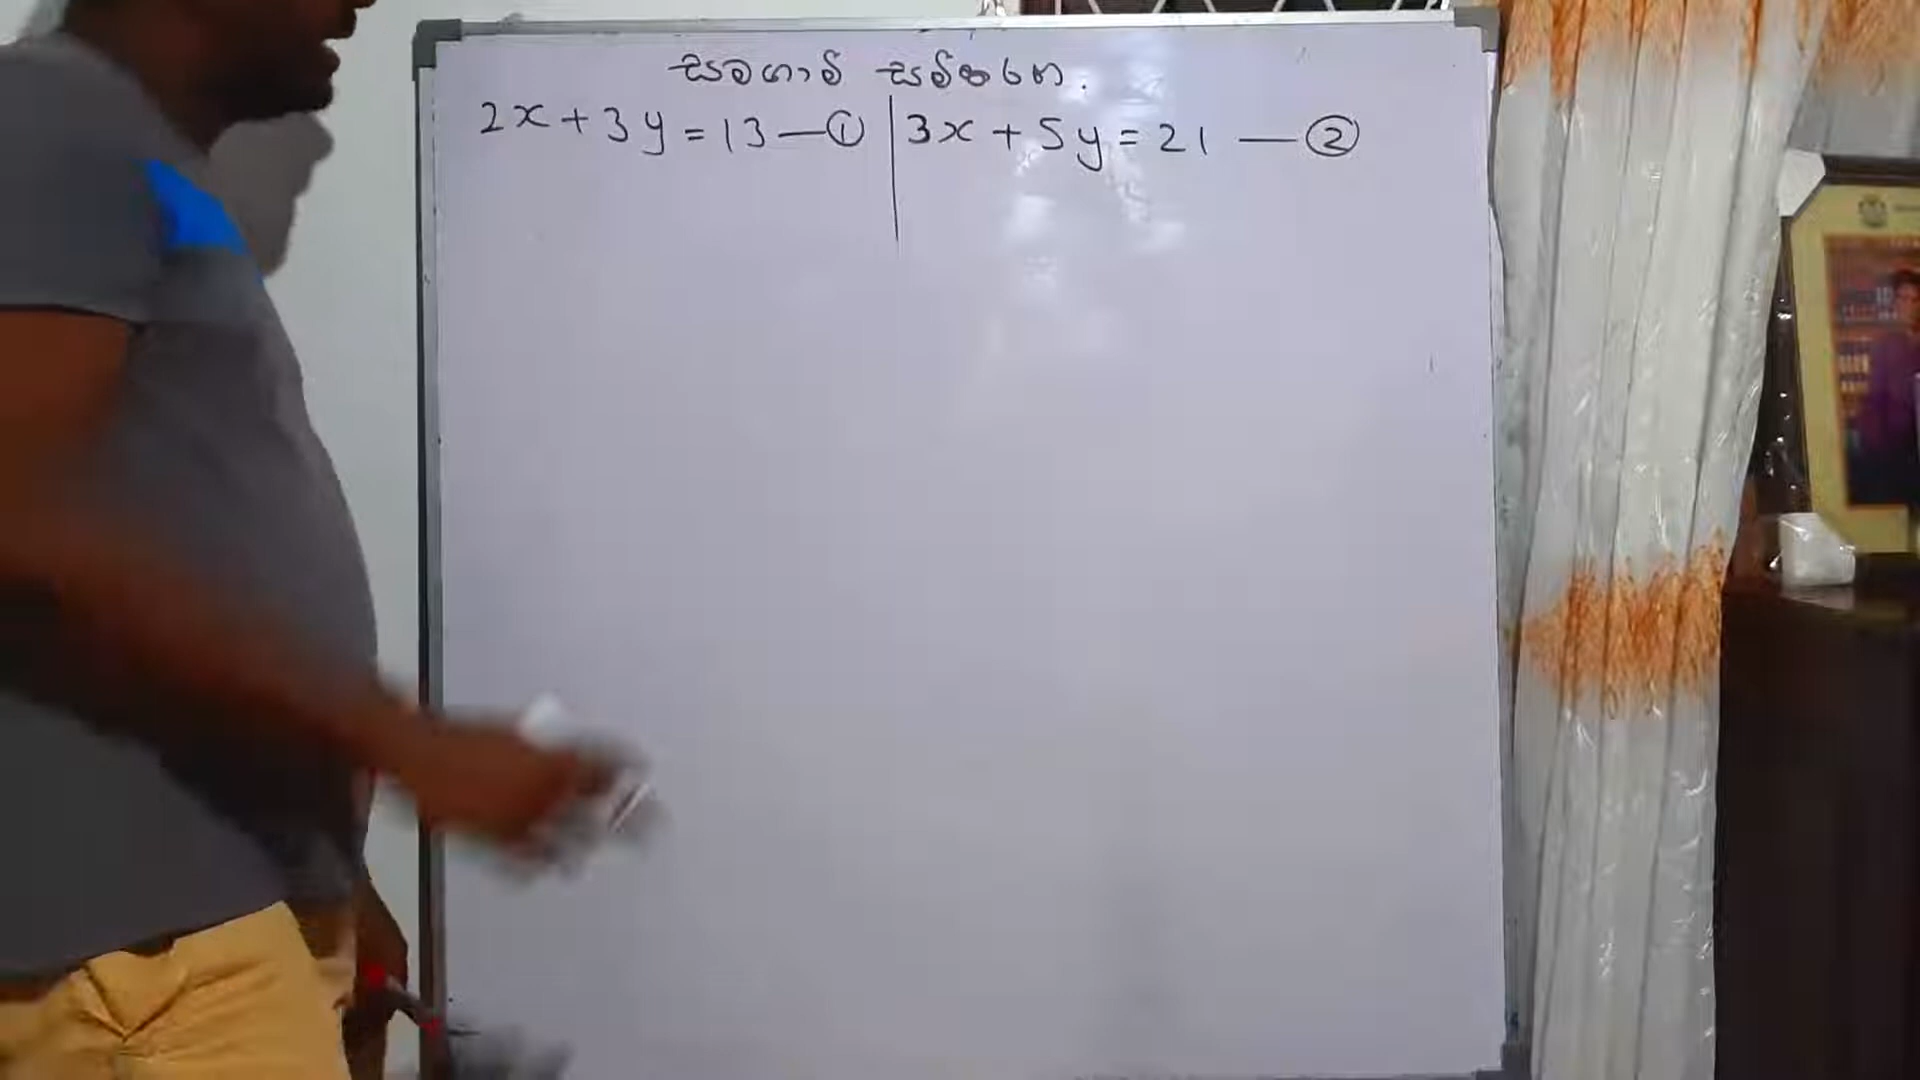 සමගාමී සමීකරණ.
2x + 3y = 13 — ① | 3x + 5y = 21 — ②